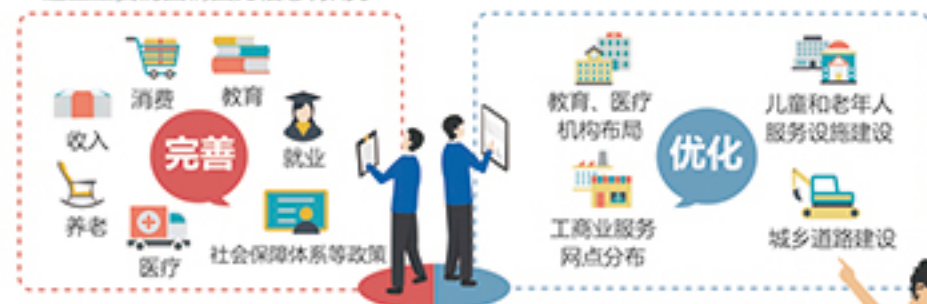 完善
消费
教育
收入
就业
养老
医疗
社会保障体系等政策
优化
教育、医疗
机构布局
儿童和老年人
服务设施建设
工商业服务
网点分布
城乡道路建设